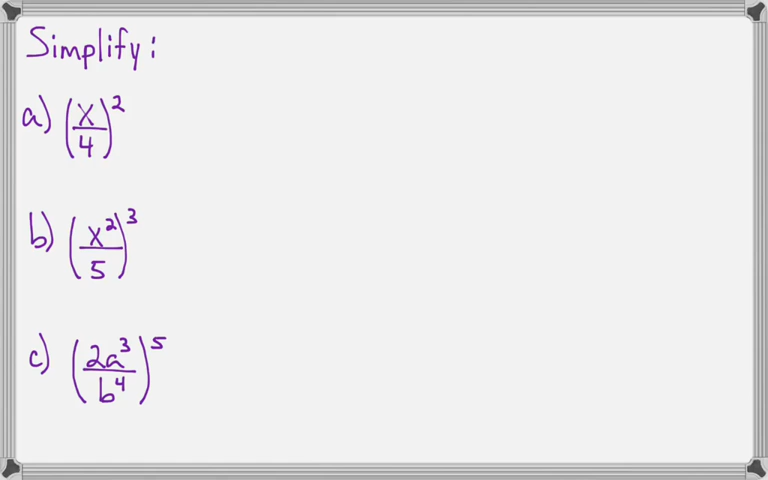 Simplify:
a) (x/4)²
b) (x²/5)³
c) (2a³/b⁴)⁵